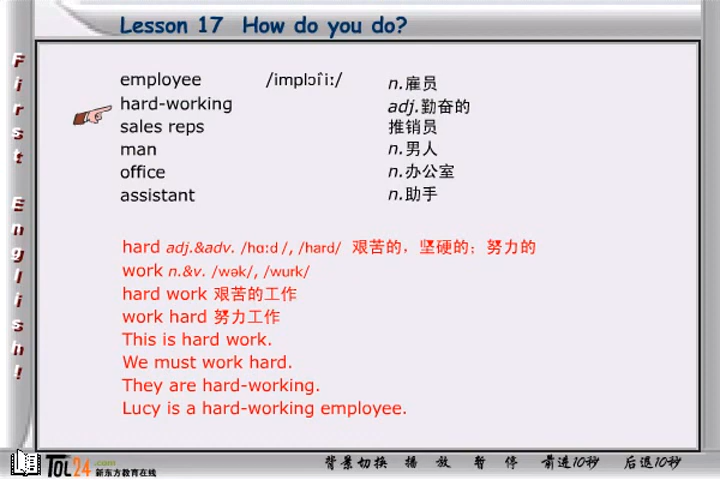 Lesson 17 How do you do?
First English!
employee /implɔiˈi:/ n.雇员
hard-working adj.勤奋的
sales reps 推销员
man n.男人
office n.办公室
assistant n.助手
hard adj.&adv. /hɑ:d /, /hard/ 艰苦的，坚硬的；努力的
work n.&v. /wək/, /wurk/
hard work 艰苦的工作
work hard 努力工作
This is hard work.
We must work hard.
They are hard-working.
Lucy is a hard-working employee.
TOL24.com 新东方教育在线
背景切换 播 放 暂 停 前进10秒 后退10秒